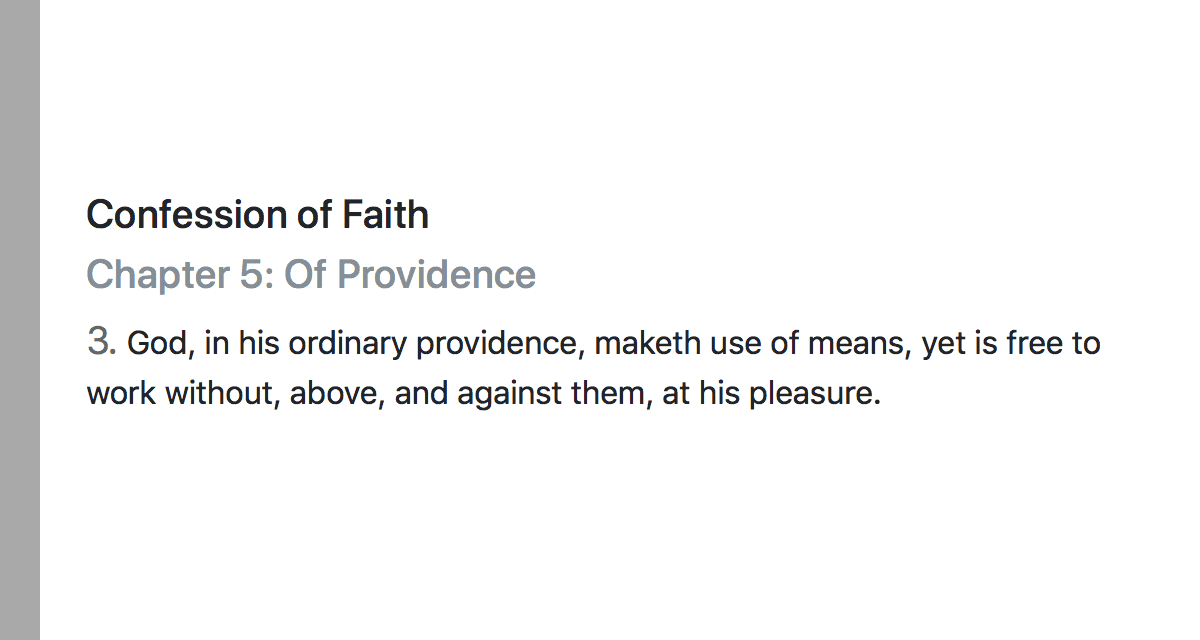 Confession of Faith
Chapter 5: Of Providence
3. God, in his ordinary providence, maketh use of means, yet is free to
work without, above, and against them, at his pleasure.